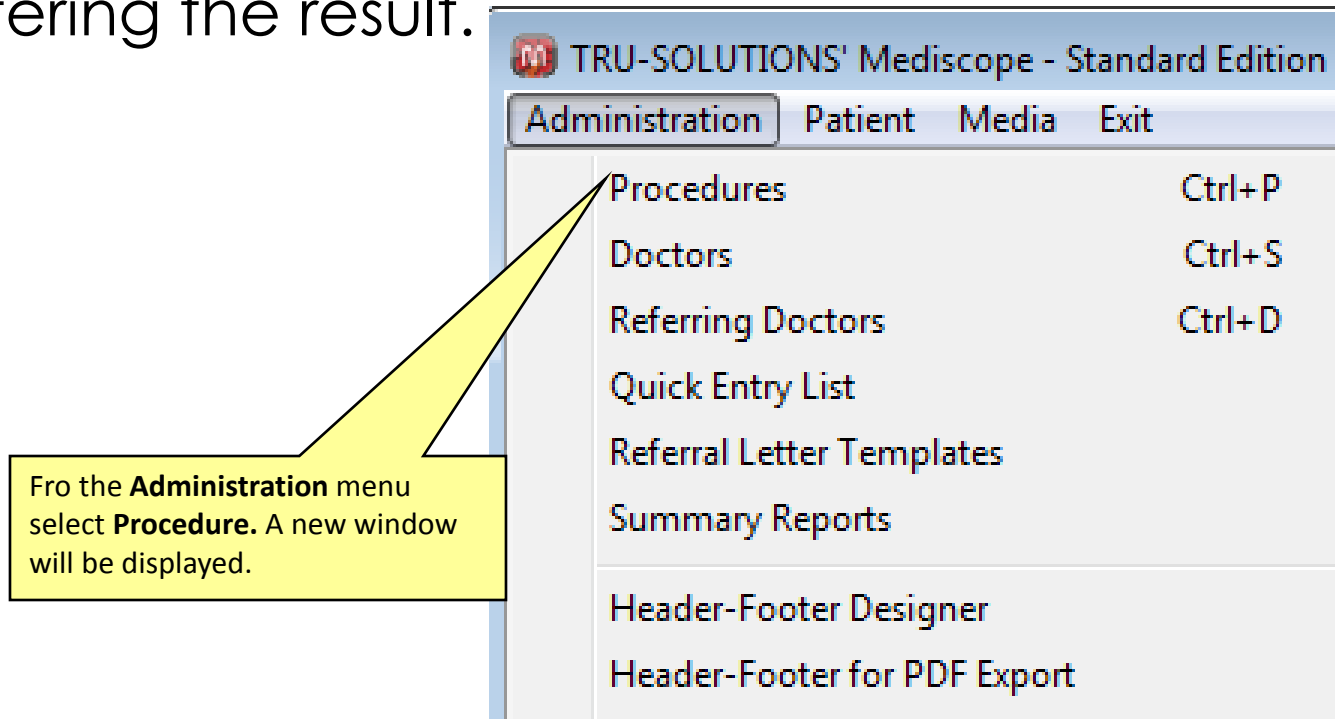 tering the result.
TRU-SOLUTIONS' Mediscope - Standard Edition
Administration Patient Media Exit
Procedures Ctrl+P
Doctors Ctrl+S
Referring Doctors Ctrl+D
Quick Entry List
Referral Letter Templates
Summary Reports
Header-Footer Designer
Header-Footer for PDF Export
Fro the Administration menu
select Procedure. A new window
will be displayed.